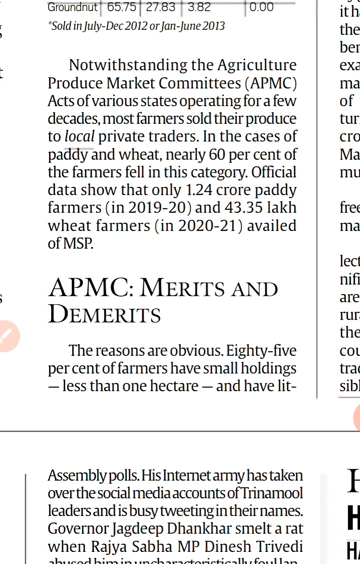 Groundnut 65.75 27.83 3.82 0.00
*Sold in July-Dec 2012 or Jan-June 2013
Notwithstanding the Agriculture
Produce Market Committees (APMC)
Acts of various states operating for a few
decades, most farmers sold their produce
to local private traders. In the cases of
paddy and wheat, nearly 60 per cent of
the farmers fell in this category. Official
data show that only 1.24 crore paddy
farmers (in 2019-20) and 43.35 lakh
wheat farmers (in 2020-21) availed
of MSP.
APMC: MERITS AND
DEMERITS
The reasons are obvious. Eighty-five
per cent of farmers have small holdings
— less than one hectare — and have lit-
Assembly polls. His Internet army has taken
over the social media accounts of Trinamool
leaders and is busy tweeting in their names.
Governor Jagdeep Dhankhar smelt a rat
when Rajya Sabha MP Dinesh Trivedi
abused him in uncharacteristically foul lan-